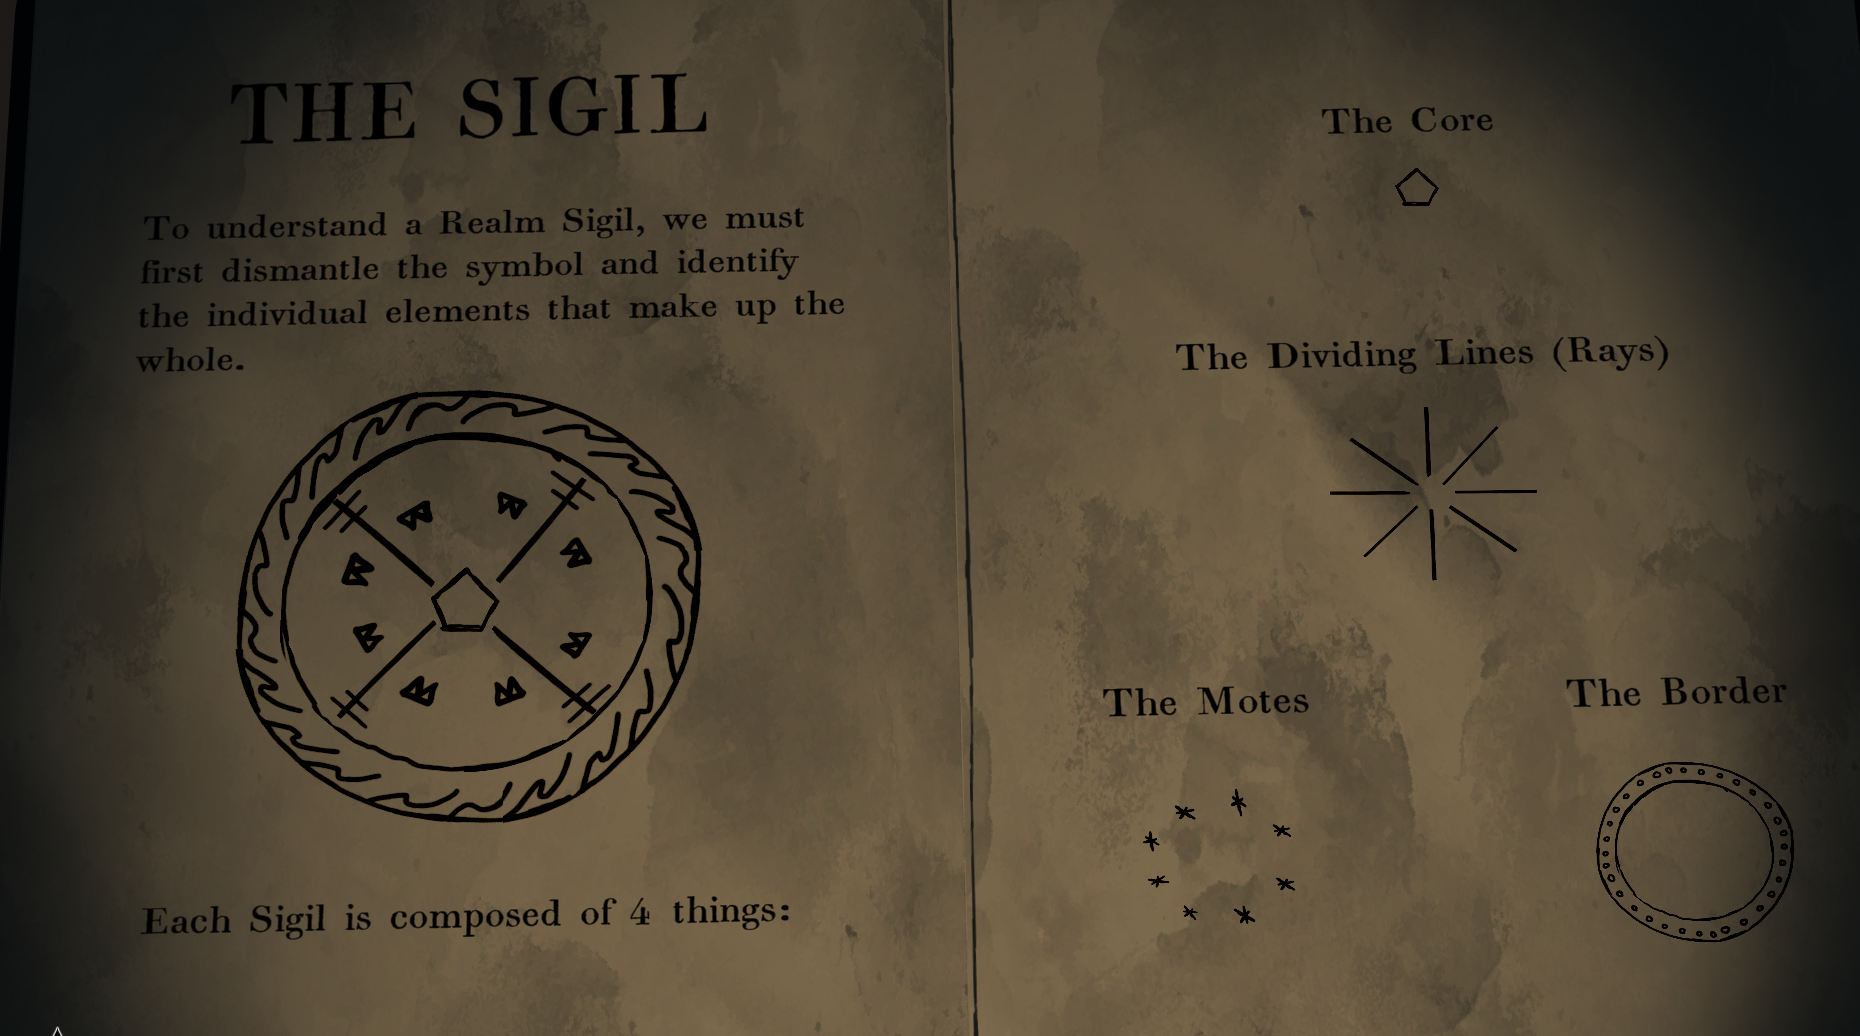 THE SIGIL
To understand a Realm Sigil, we must
first dismantle the symbol and identify
the individual elements that make up the
whole.
Each Sigil is composed of 4 things:
The Core
The Dividing Lines (Rays)
The Motes
The Border